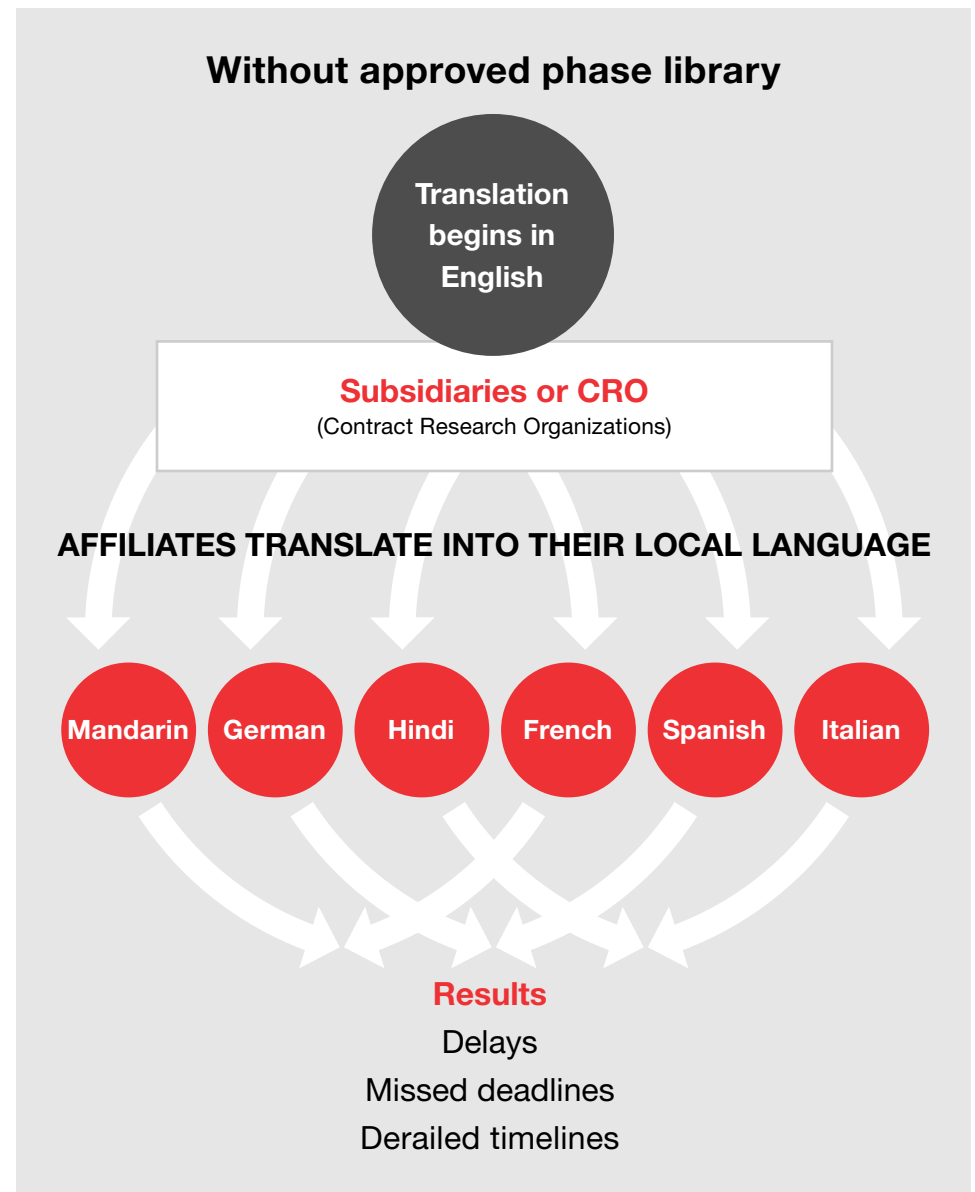 Without approved phase library
Translation
begins in
English
Subsidiaries or CRO
(Contract Research Organizations)
AFFILIATES TRANSLATE INTO THEIR LOCAL LANGUAGE
Mandarin
German
Hindi
French
Spanish
Italian
Results
Delays
Missed deadlines
Derailed timelines